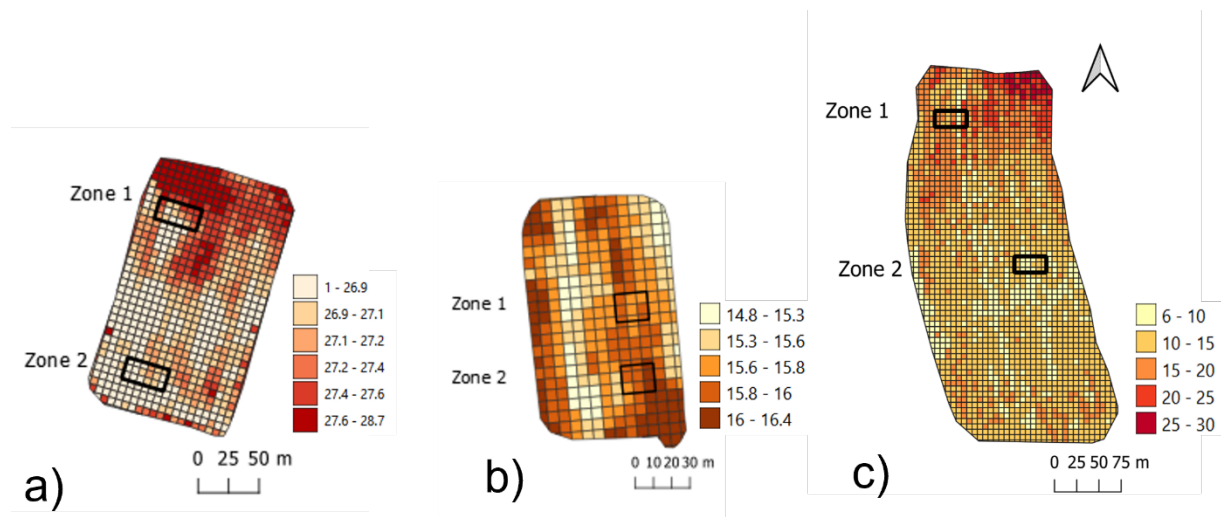 Zone 1
Zone 2
1 - 26.9
26.9 - 27.1
27.1 - 27.2
27.2 - 27.4
27.4 - 27.6
27.6 - 28.7
0 25 50 m
a)
Zone 1
Zone 2
14.8 - 15.3
15.3 - 15.6
15.6 - 15.8
15.8 - 16
16 - 16.4
0 10 20 30 m
b)
Zone 1
Zone 2
6 - 10
10 - 15
15 - 20
20 - 25
25 - 30
0 25 50 75 m
c)